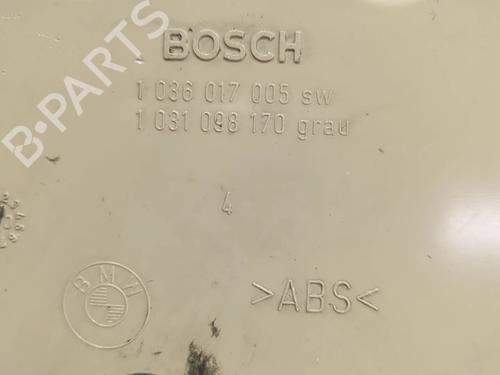 B-PARTS
BOSCH
1 036 017 005 sw
1 031 098 170 grau
4
BMW
>ABS<